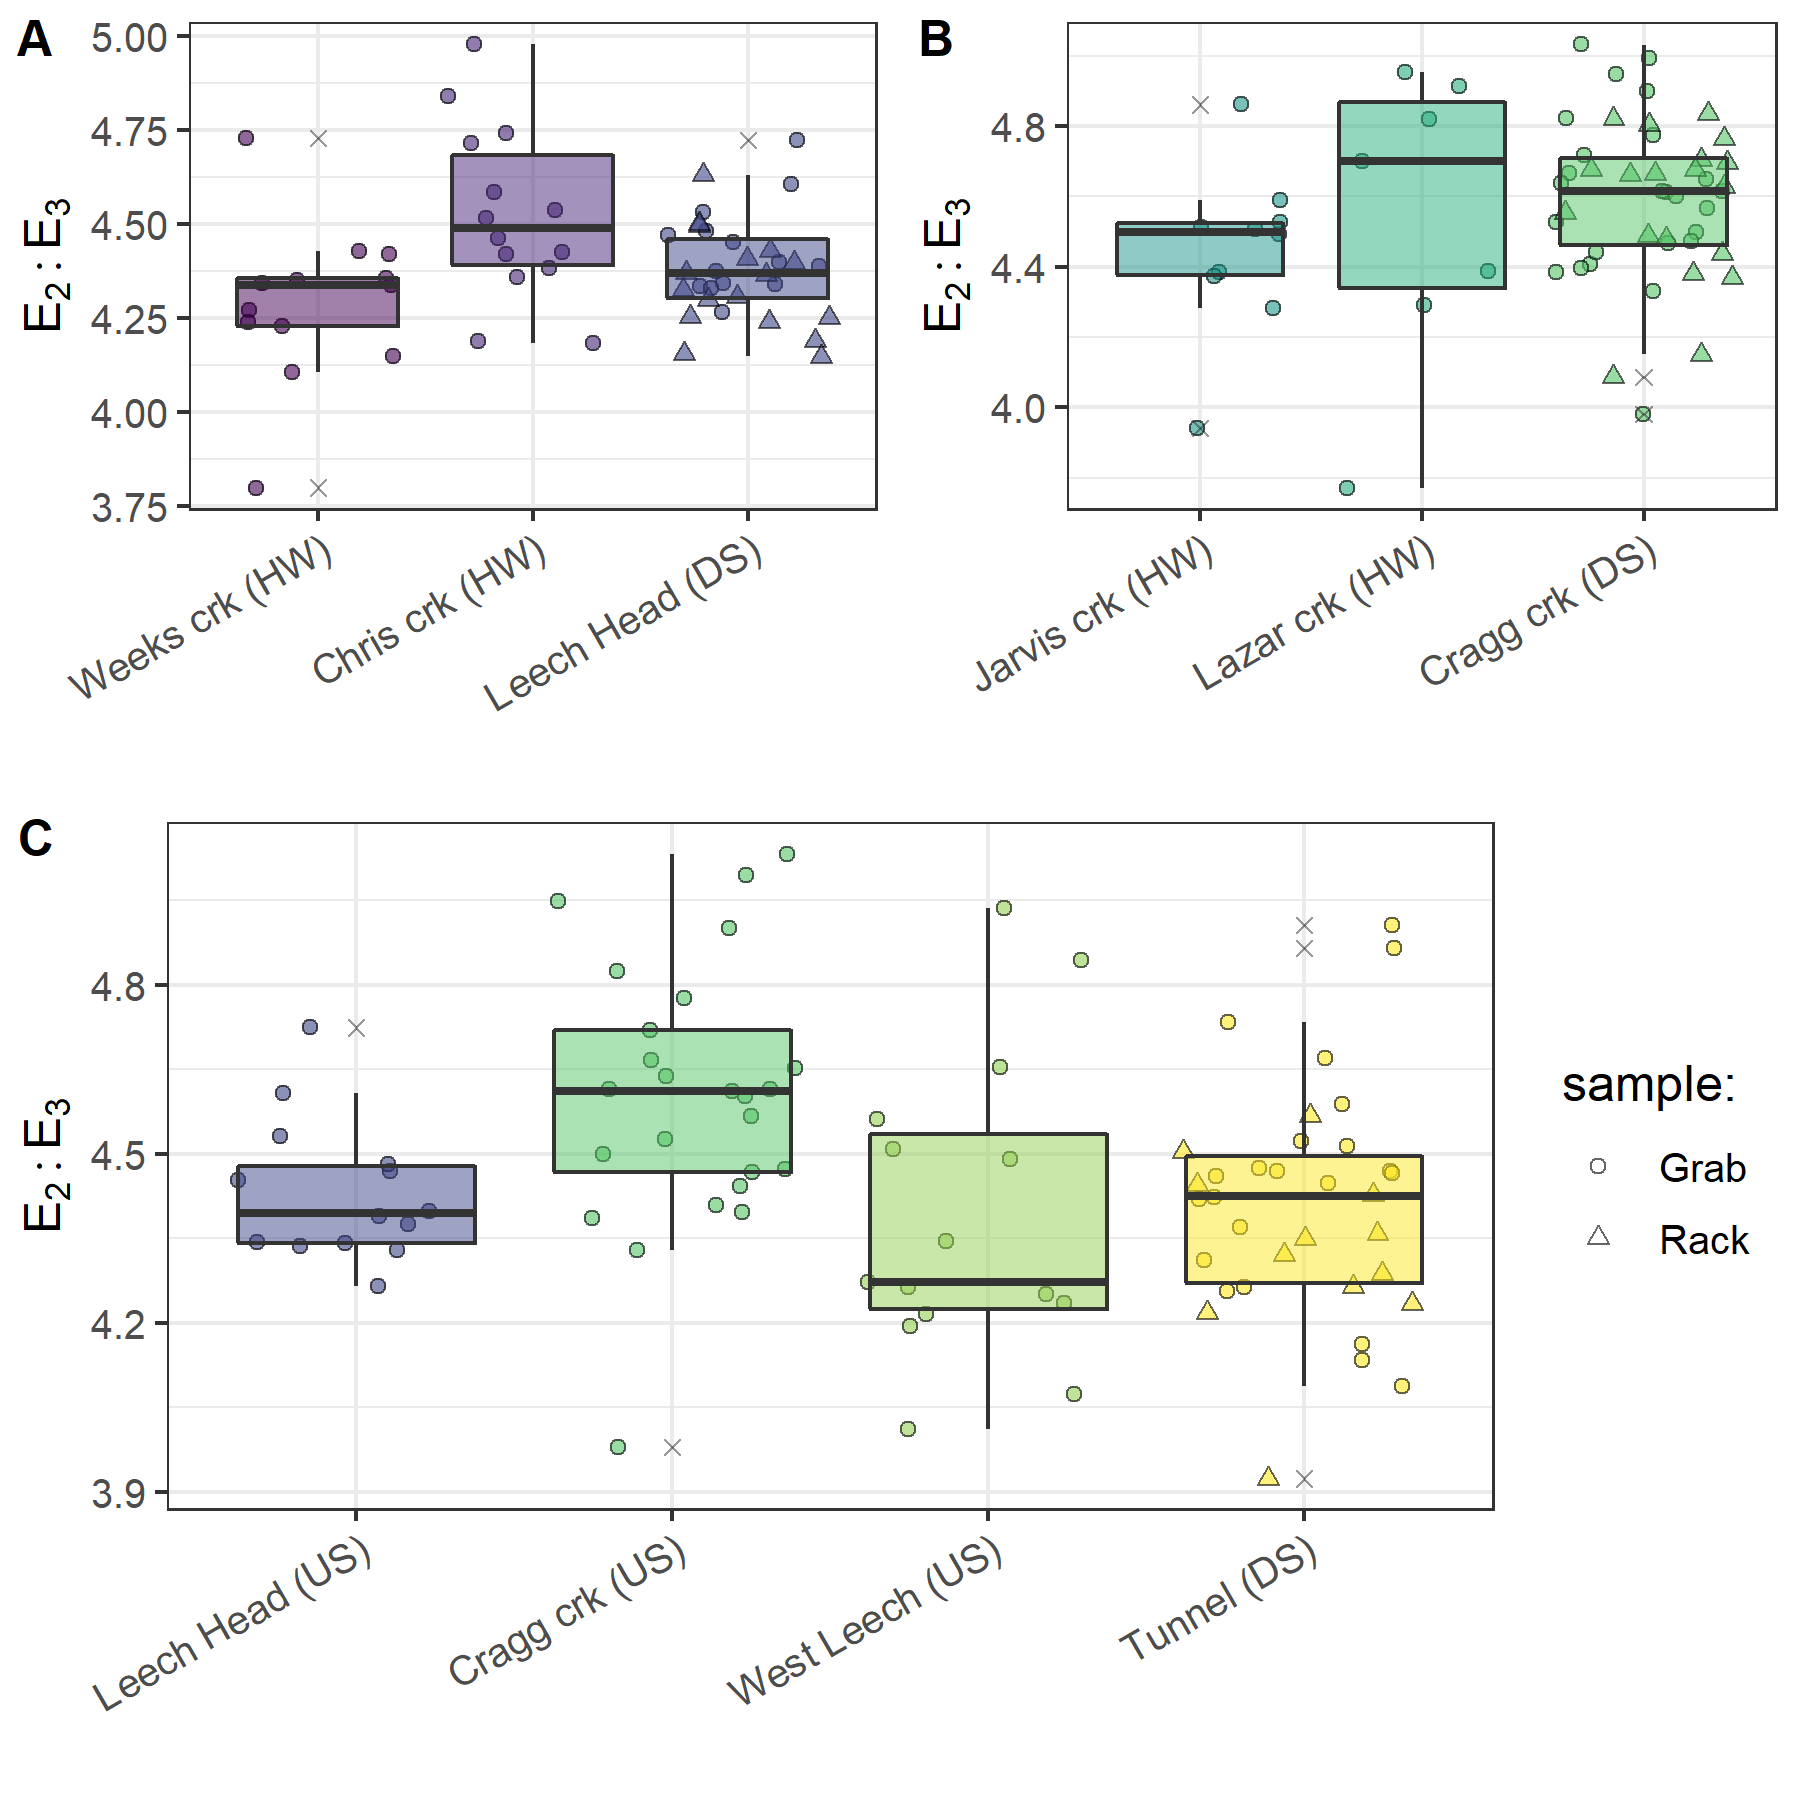 A
E2 : E3
5.00
4.75
4.50
4.25
4.00
3.75
Weeks crk (HW)
Chris crk (HW)
Leech Head (DS)
B
E2 : E3
4.8
4.4
4.0
Jarvis crk (HW)
Lazar crk (HW)
Cragg crk (DS)
C
E2 : E3
4.8
4.5
4.2
3.9
Leech Head (US)
Cragg crk (US)
West Leech (US)
Tunnel (DS)
sample:
Grab
Rack